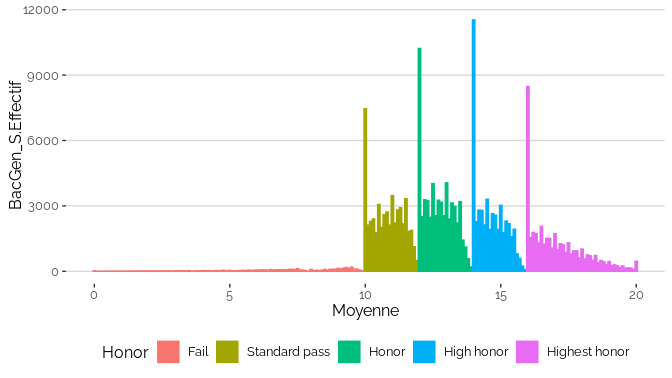 12000
9000
6000
3000
0
BacGen_S.Effectif
0 5 10 15 20
Moyenne
Honor Fail Standard pass Honor High honor Highest honor